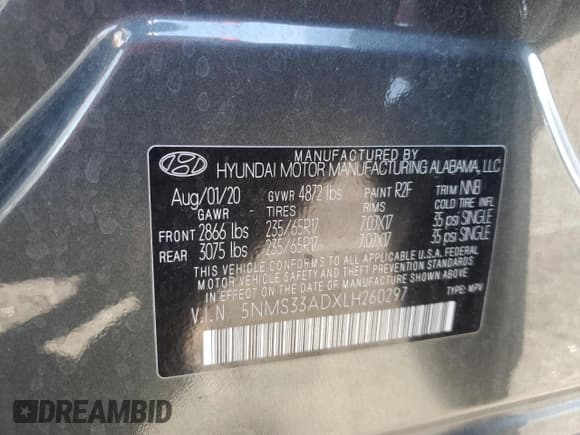 MANUFACTURED BY
HYUNDAI MOTOR MANUFACTURING ALABAMA, LLC
Aug/01/20 GVWR 4872 lbs PAINT R2F TRIM NNB
GAWR TIRES RIMS COLD TIRE INFL
FRONT 2866 lbs 235/65R17 7.0JX17 35 psi SINGLE
REAR 3075 lbs 235/65R17 7.0JX17 35 psi SINGLE
THIS VEHICLE CONFORMS TO ALL APPLICABLE U.S.A. FEDERAL
MOTOR VEHICLE SAFETY AND BUMPER STANDARDS IN EFFECT
ON THE DATE OF MANUFACTURE SHOWN ABOVE.
V.I.N 5NMS33ADXLH260297 TYPE: MPV
DREAMBID